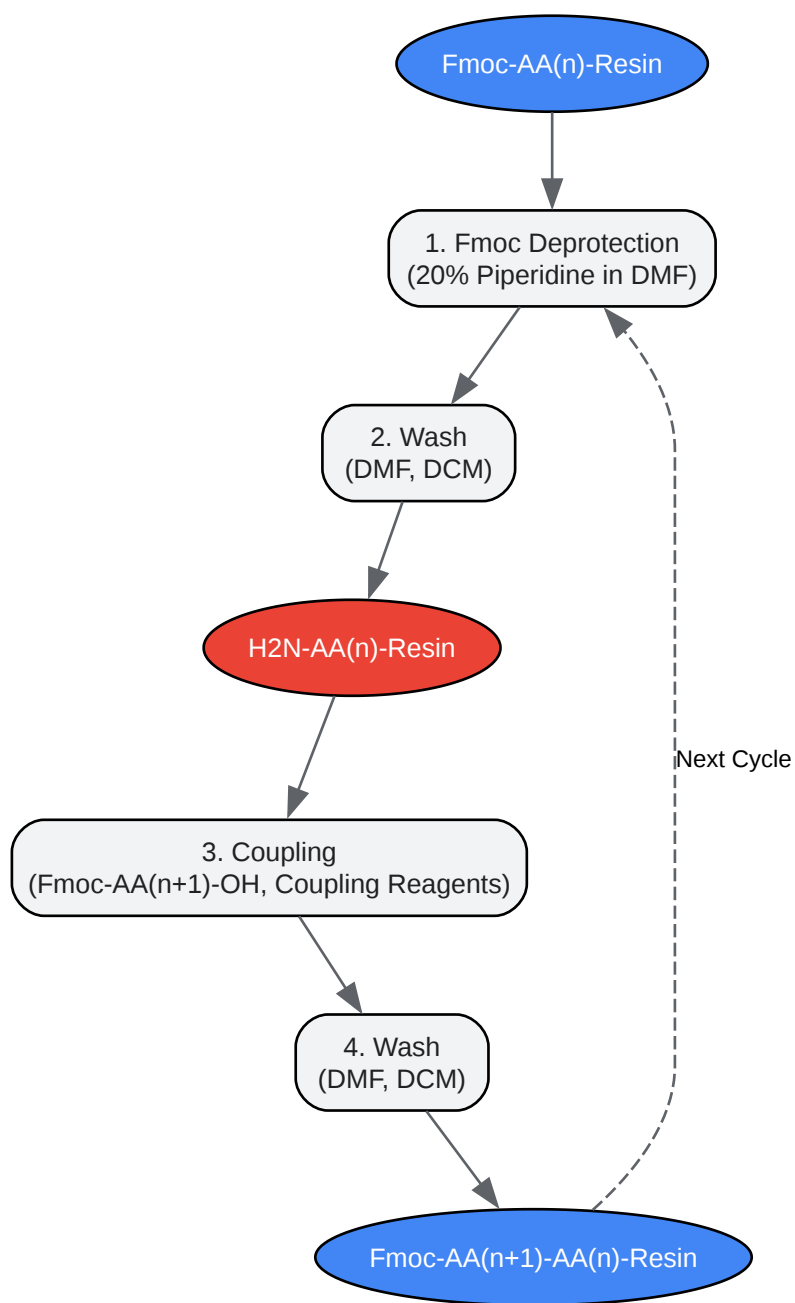 Fmoc-AA(n)-Resin
1. Fmoc Deprotection
(20% Piperidine in DMF)
2. Wash
(DMF, DCM)
H2N-AA(n)-Resin
Next Cycle
3. Coupling
(Fmoc-AA(n+1)-OH, Coupling Reagents)
4. Wash
(DMF, DCM)
Fmoc-AA(n+1)-AA(n)-Resin